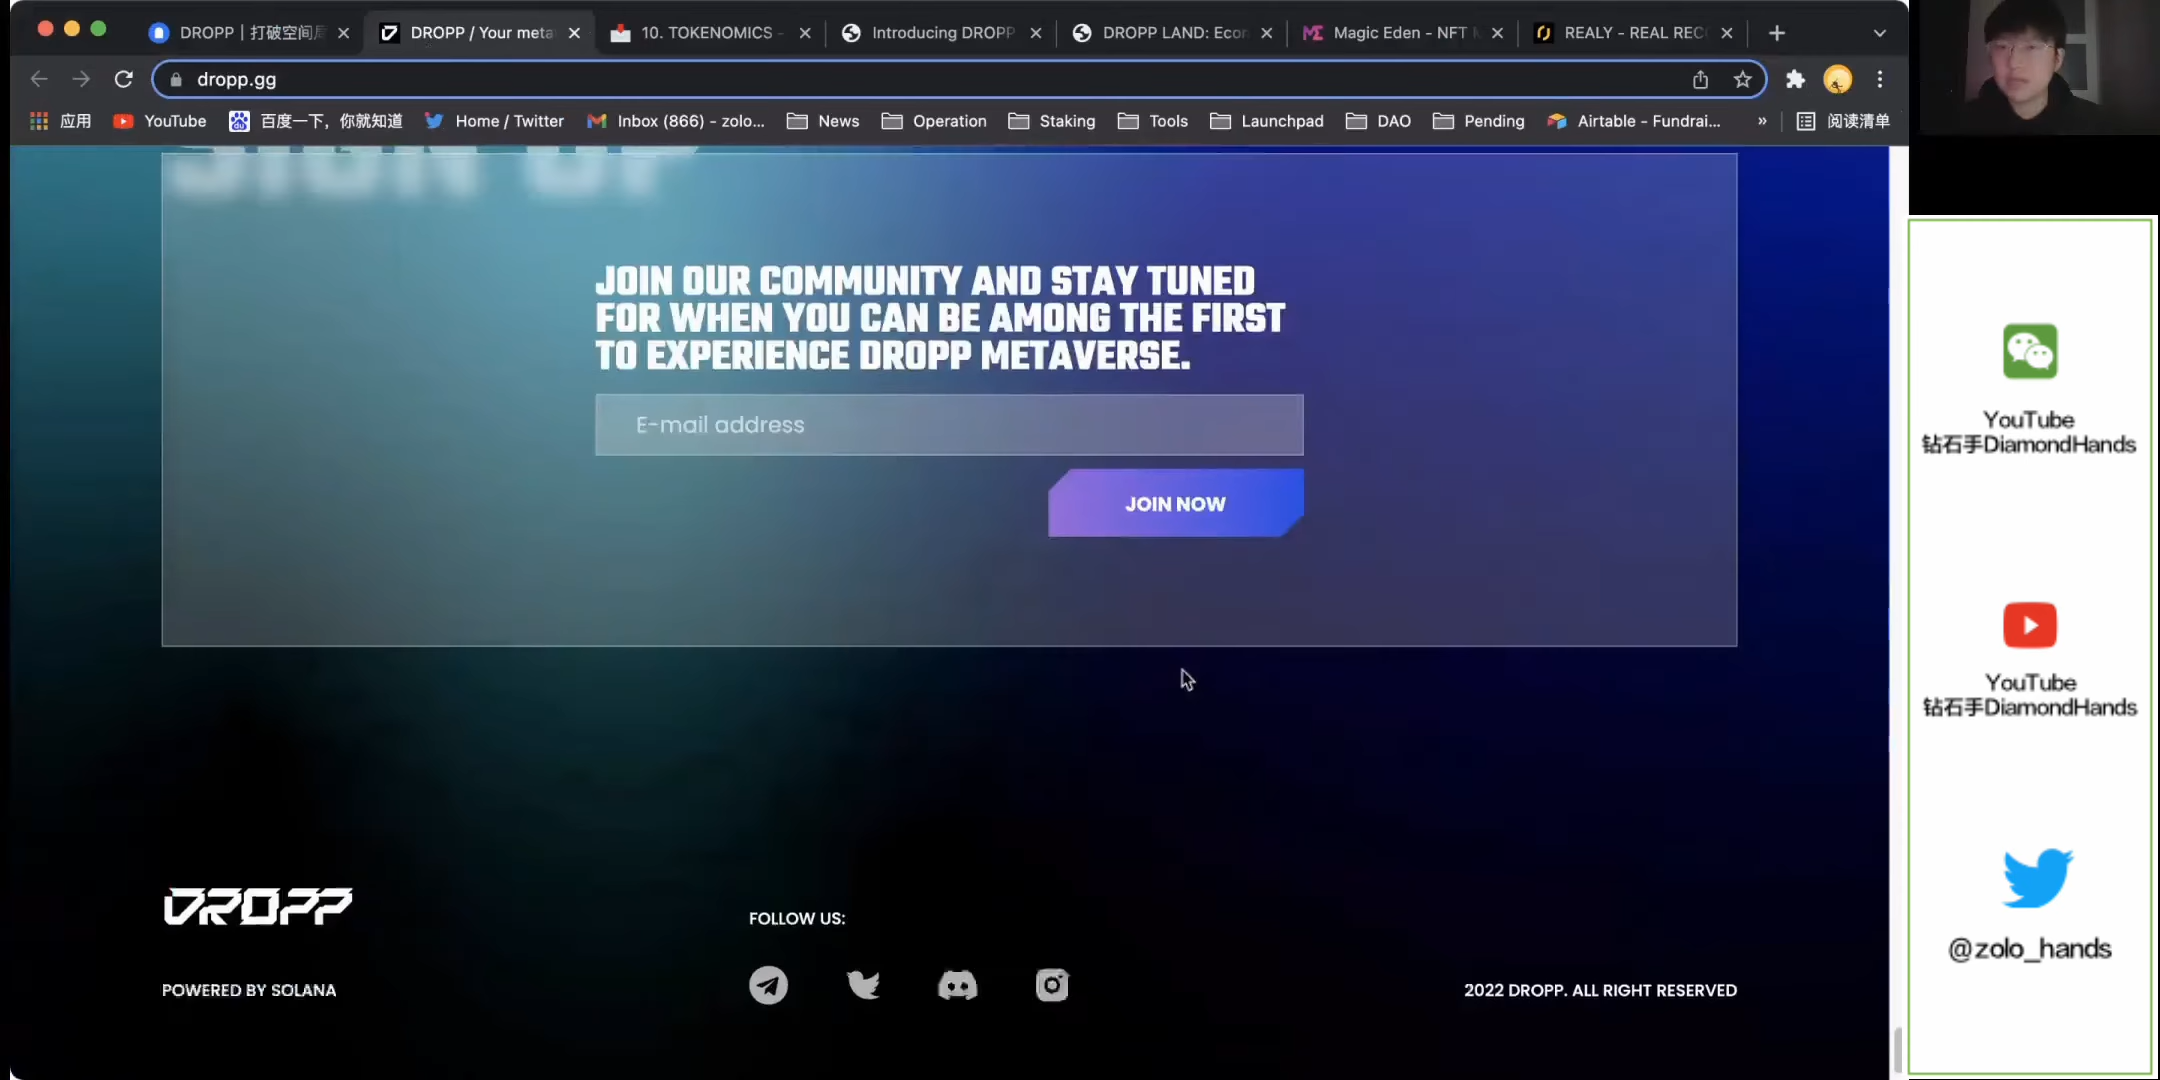 DROPP | 打破空间
DROPP / Your meta
10. TOKENOMICS -
Introducing DROPP
DROPP LAND: Econ
Magic Eden - NFT
REALY - REAL REC
dropp.gg
应用
YouTube
百度一下，你就知道
Home / Twitter
Inbox (866) - zolo...
News
Operation
Staking
Tools
Launchpad
DAO
Pending
Airtable - Fundrai...
»
阅读清单
SIGN UP
JOIN OUR COMMUNITY AND STAY TUNED
FOR WHEN YOU CAN BE AMONG THE FIRST
TO EXPERIENCE DROPP METAVERSE.
E-mail address
JOIN NOW
DROPP
FOLLOW US:
POWERED BY SOLANA
2022 DROPP. ALL RIGHT RESERVED
YouTube
钻石手DiamondHands
YouTube
钻石手DiamondHands
@zolo_hands